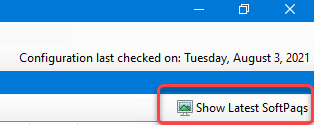 Configuration last checked on: Tuesday, August 3, 2021
Show Latest SoftPaqs